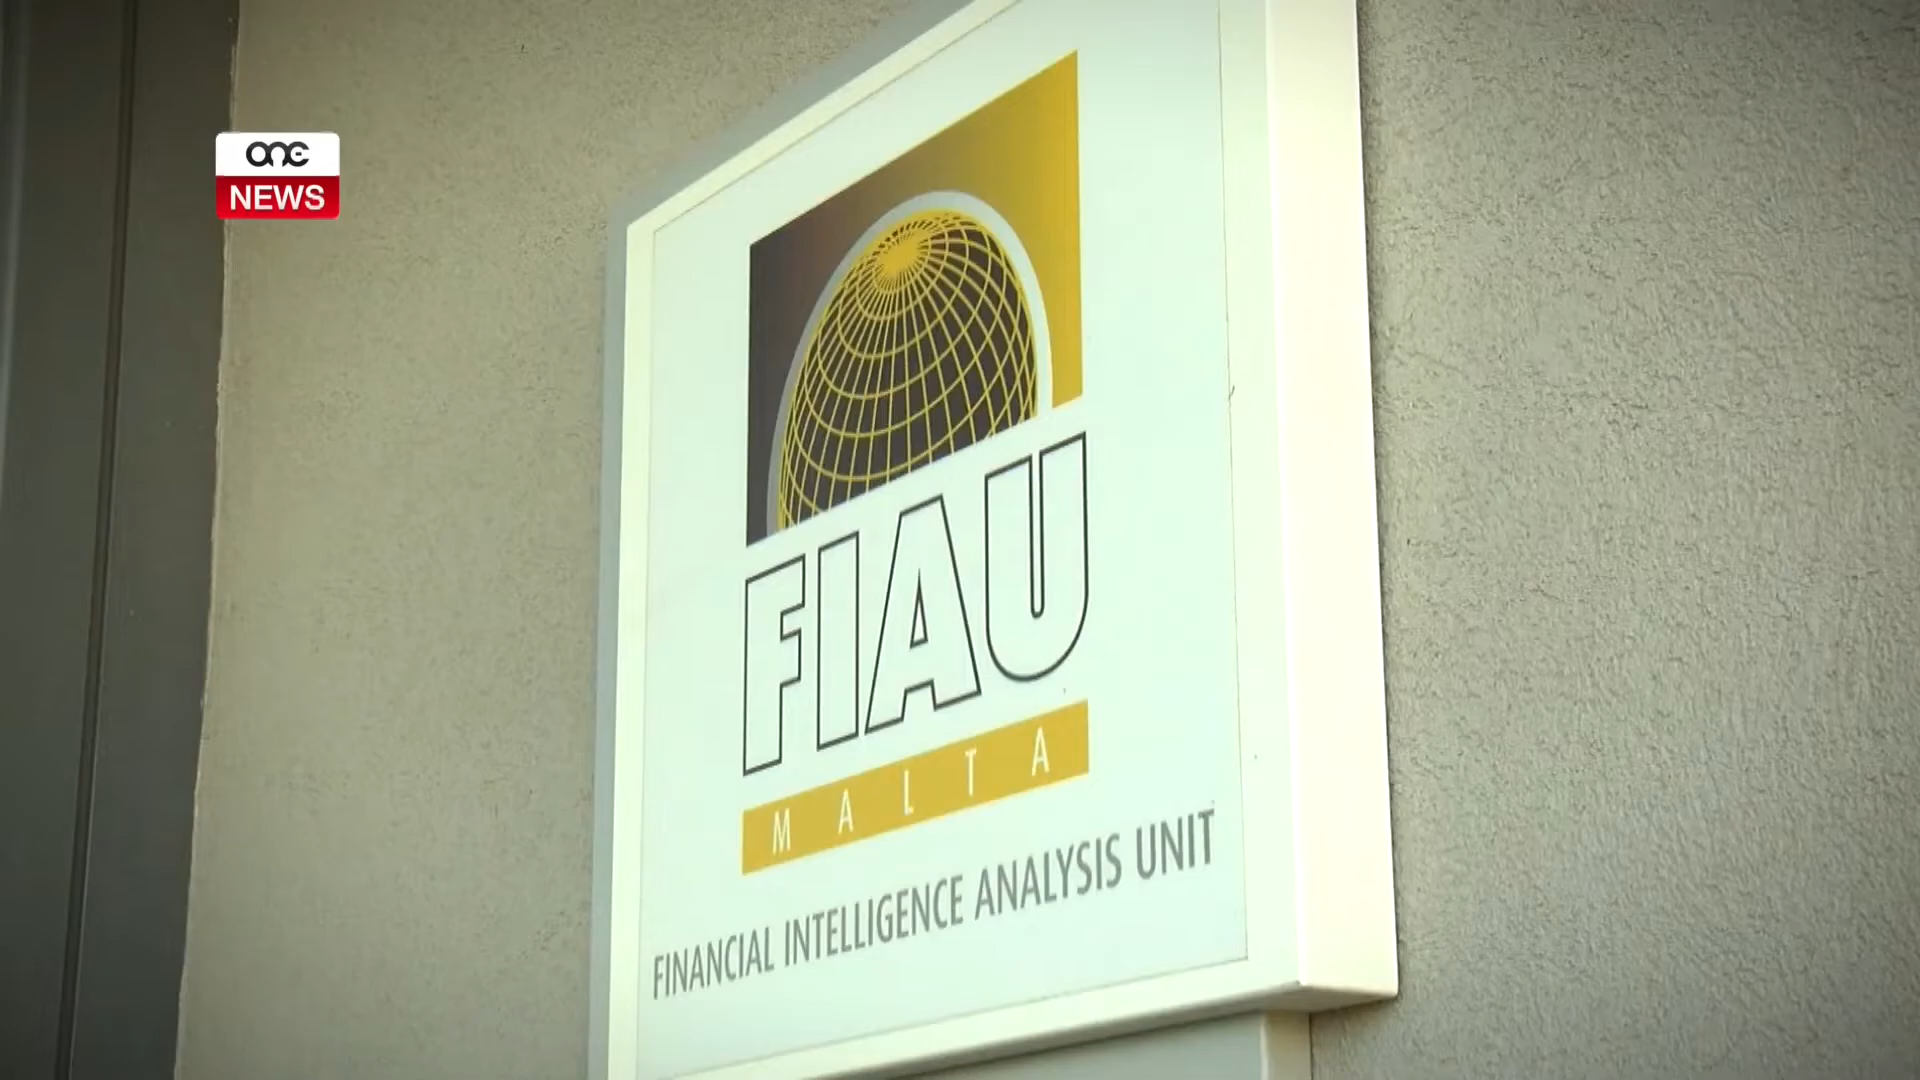 one
NEWS
FIAU
MALTA
FINANCIAL INTELLIGENCE ANALYSIS UNIT